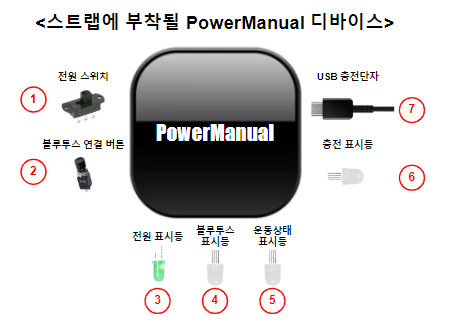 <스트랩에 부착될 PowerManual 디바이스>
전원 스위치
1
USB 충전단자
7
블루투스 연결 버튼
2
PowerManual
충전 표시등
6
전원 표시등
3
블루투스
표시등
4
운동상태
표시등
5